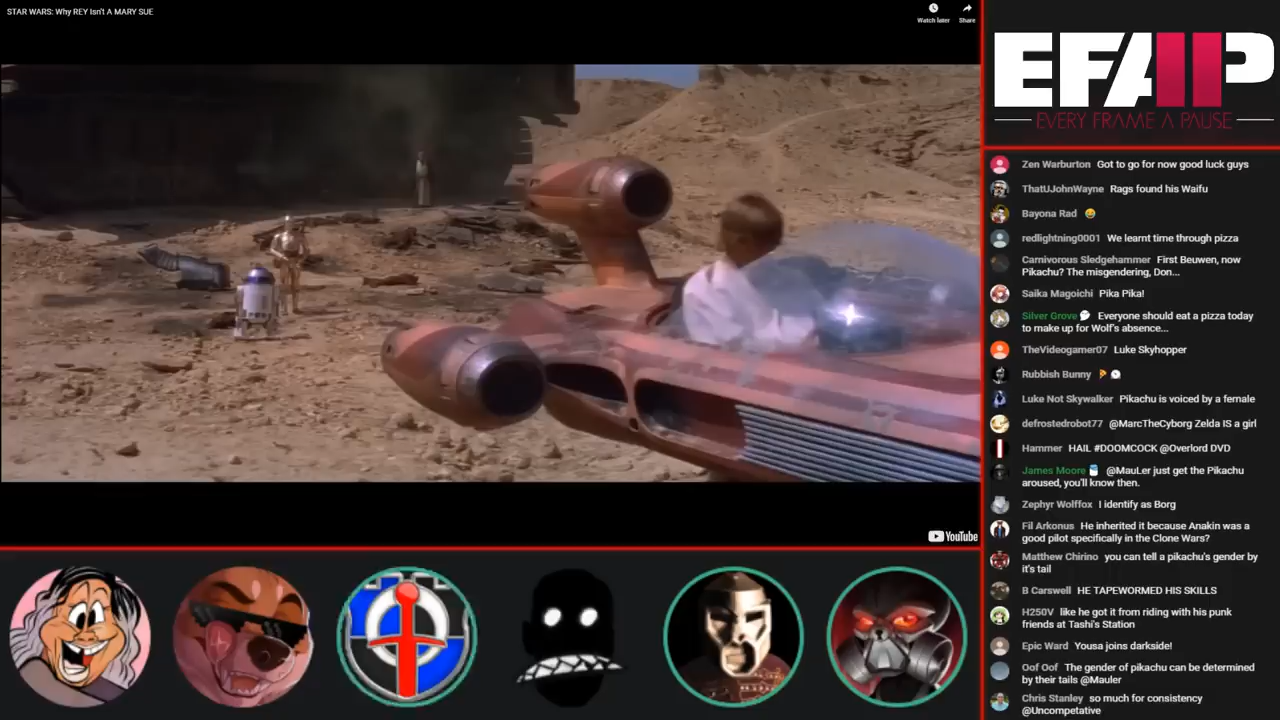 STAR WARS: Why REY Isn't A MARY SUE
Watch later
Share
YouTube
EFAP
EVERY FRAME A PAUSE
Zen Warburton Got to go for now good luck guys
ThatUJohnWayne Rags found his Waifu
Bayona Rad 😂
redlightning0001 We learnt time through pizza
Carnivorous Sledgehammer First Beuwen, now
Pikachu? The misgendering, Don...
Saika Magoichi Pika Pika!
Silver Grove Everyone should eat a pizza today
to make up for Wolf's absence...
TheVideogamer07 Luke Skyhopper
Rubbish Bunny 🍕
Luke Not Skywalker Pikachu is voiced by a female
defrostedrobot77 @MarcTheCyborg Zelda IS a girl
Hammer HAIL #DOOMCOCK @Overlord DVD
James Moore @MauLer just get the Pikachu
aroused, you'll know then.
Zephyr Wolffox I identify as Borg
Fil Arkonus He inherited it because Anakin was a
good pilot specifically in the Clone Wars?
Matthew Chirino you can tell a pikachu's gender by
it's tail
B Carswell HE TAPEWORMED HIS SKILLS
H250V like he got it from riding with his punk
friends at Tashi's Station
Epic Ward Yousa joins darkside!
Oof Oof The gender of pikachu can be determined
by their tails @Mauler
Chris Stanley so much for consistency
@Uncompetative